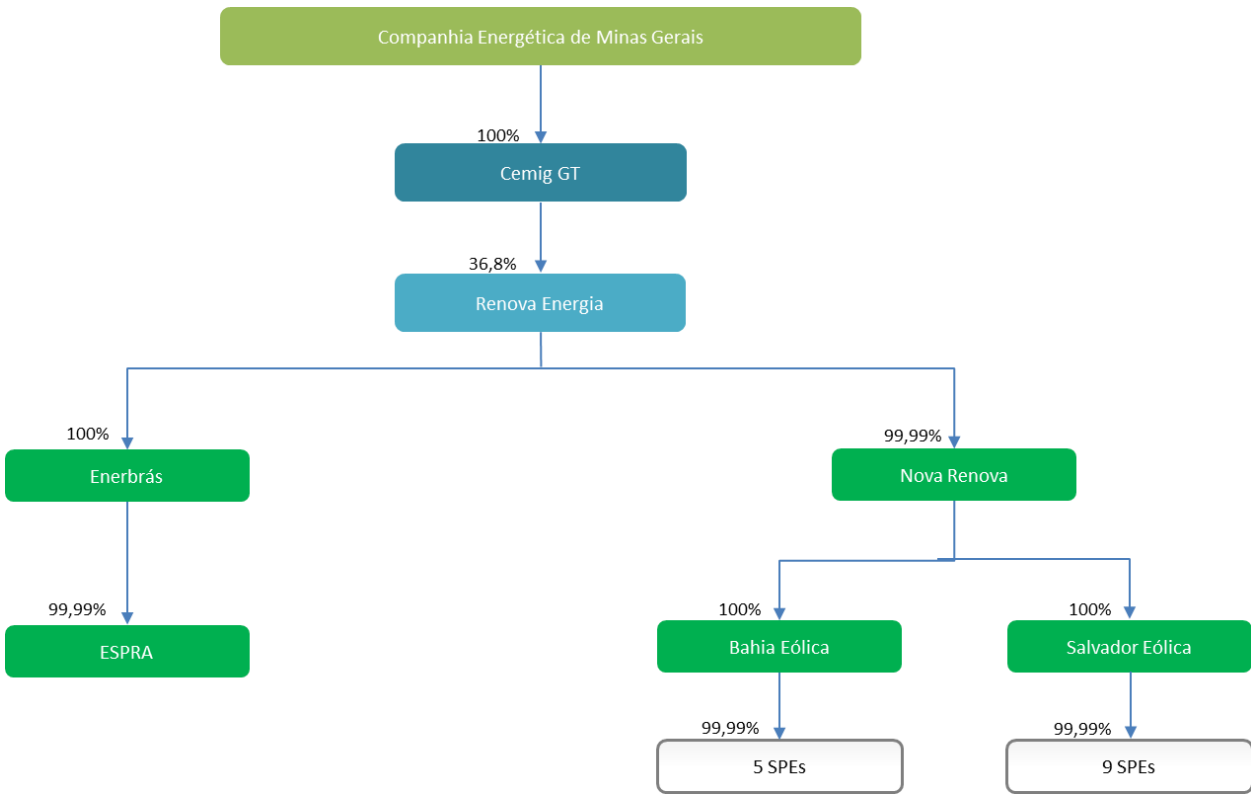 Companhia Energética de Minas Gerais
100%
Cemig GT
36,8%
Renova Energia
100%
99,99%
Enerbrás
Nova Renova
99,99%
100%
100%
ESPRA
Bahia Eólica
Salvador Eólica
99,99%
99,99%
5 SPEs
9 SPEs